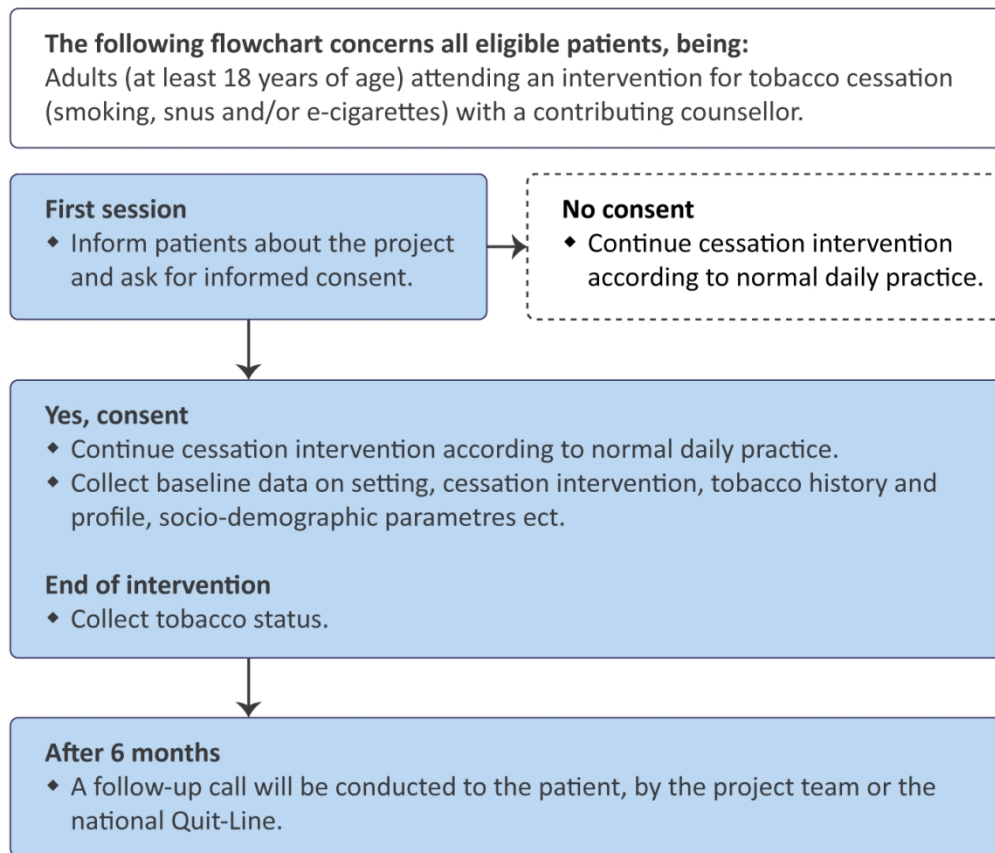 The following flowchart concerns all eligible patients, being:
Adults (at least 18 years of age) attending an intervention for tobacco cessation
(smoking, snus and/or e-cigarettes) with a contributing counsellor.
First session
◆ Inform patients about the project
and ask for informed consent.
No consent
◆ Continue cessation intervention
according to normal daily practice.
Yes, consent
◆ Continue cessation intervention according to normal daily practice.
◆ Collect baseline data on setting, cessation intervention, tobacco history and
profile, socio-demographic parametres ect.
End of intervention
◆ Collect tobacco status.
After 6 months
◆ A follow-up call will be conducted to the patient, by the project team or the
national Quit-Line.